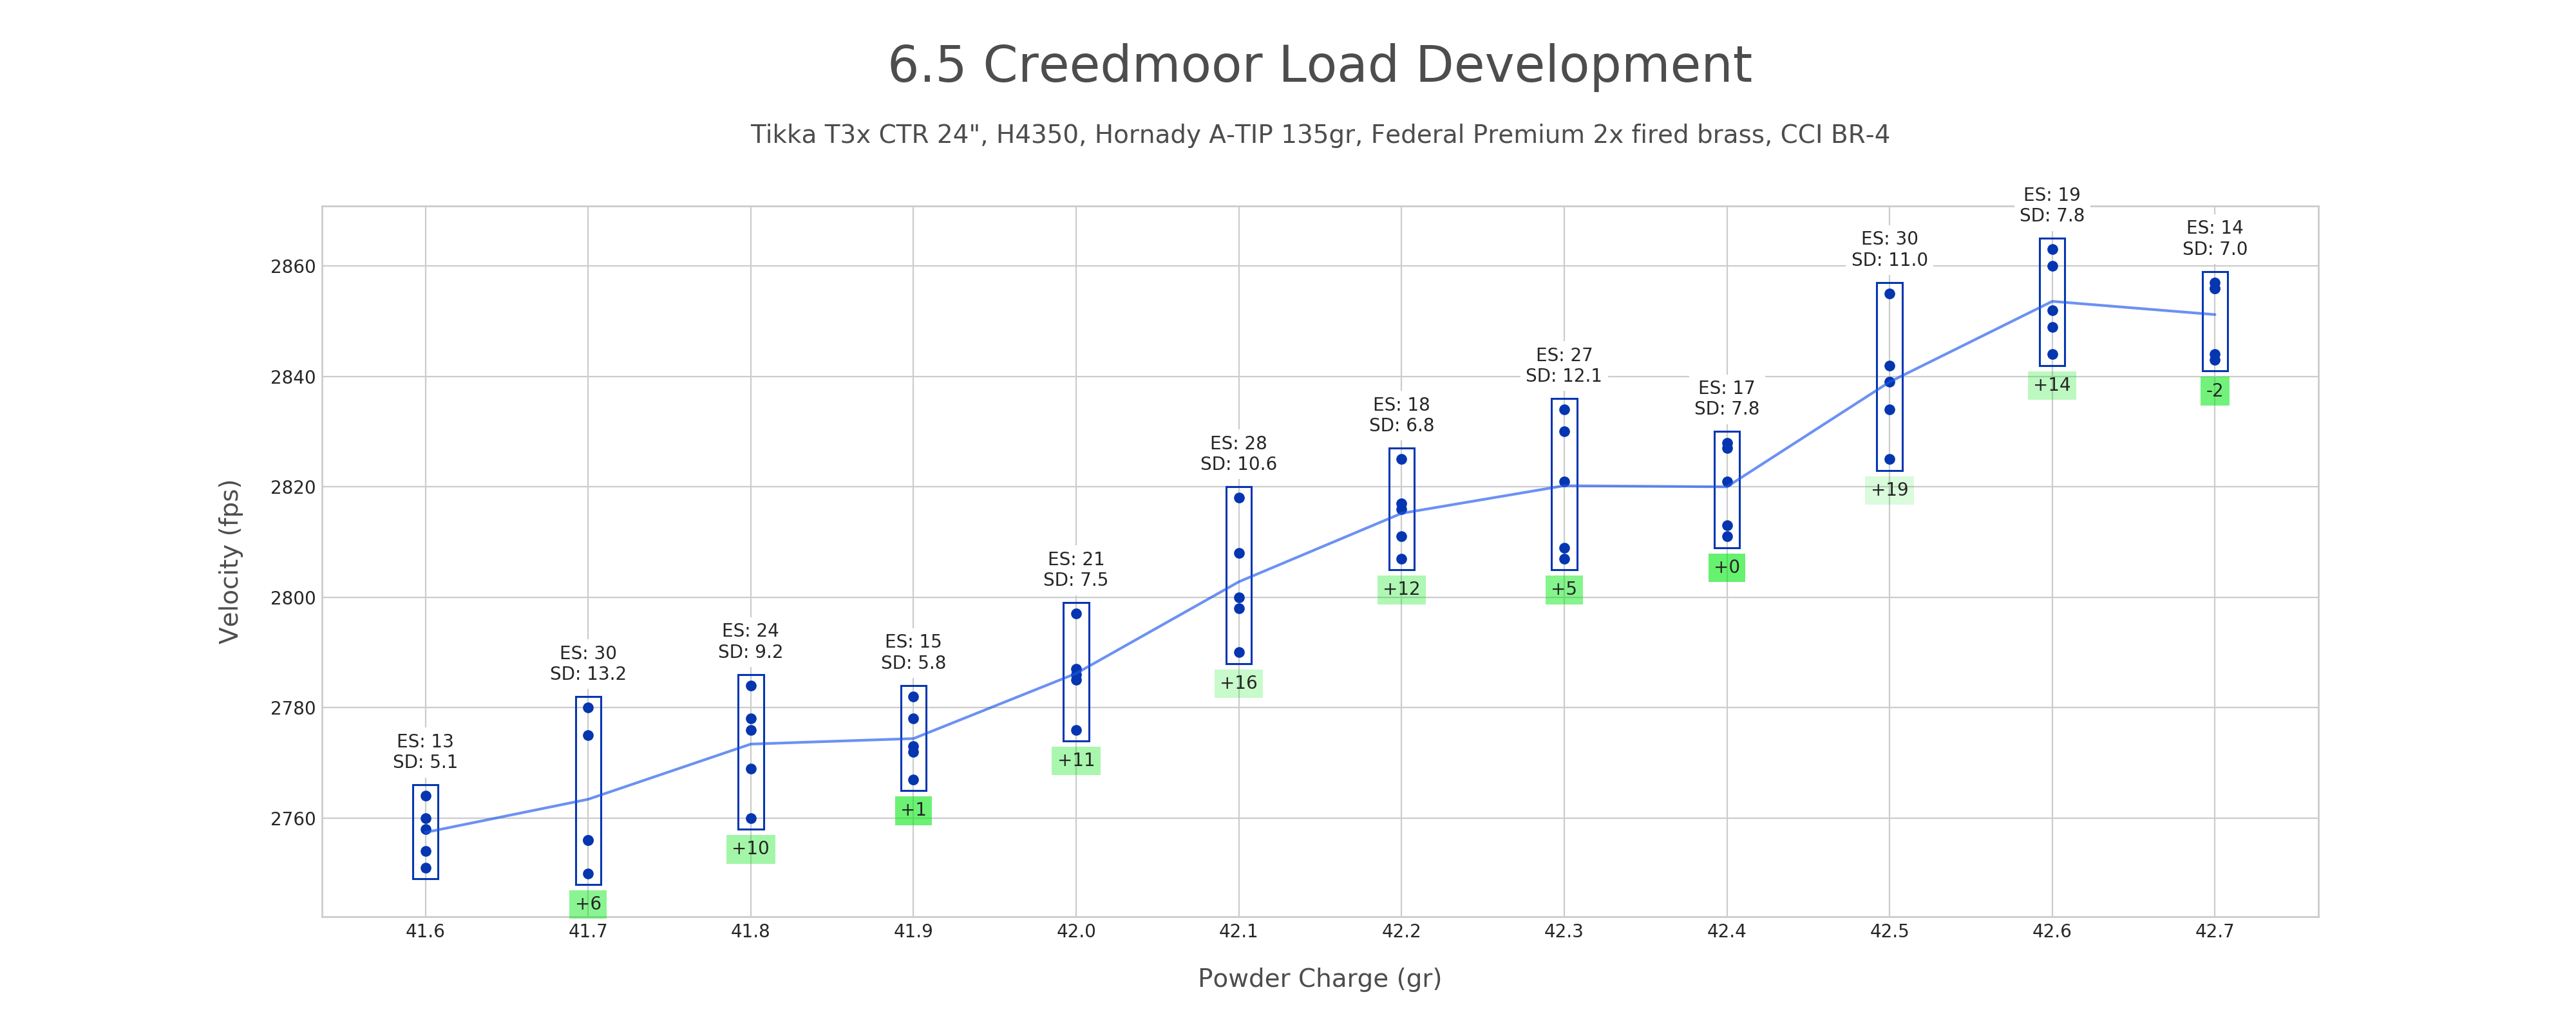 6.5 Creedmoor Load Development
Tikka T3x CTR 24", H4350, Hornady A-TIP 135gr, Federal Premium 2x fired brass, CCI BR-4
Velocity (fps)
2860
2840
2820
2800
2780
2760
ES: 13
SD: 5.1
ES: 30
SD: 13.2
+6
ES: 24
SD: 9.2
+10
ES: 15
SD: 5.8
+1
ES: 21
SD: 7.5
+11
ES: 28
SD: 10.6
+16
ES: 18
SD: 6.8
+12
ES: 27
SD: 12.1
+5
ES: 17
SD: 7.8
+0
ES: 30
SD: 11.0
+19
ES: 19
SD: 7.8
+14
ES: 14
SD: 7.0
-2
41.6 41.7 41.8 41.9 42.0 42.1 42.2 42.3 42.4 42.5 42.6 42.7
Powder Charge (gr)